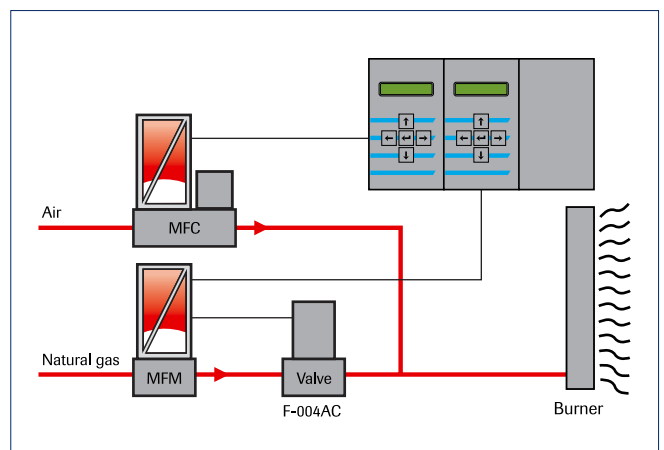 Air
MFC
Natural gas
MFM
Valve
F-004AC
Burner